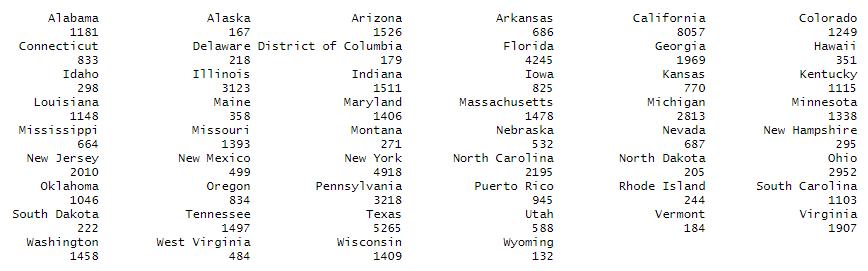 Alabama Alaska Arizona Arkansas California Colorado
1181 167 1526 686 8057 1249
Connecticut Delaware District of Columbia Florida Georgia Hawaii
833 218 179 4245 1969 351
Idaho Illinois Indiana Iowa Kansas Kentucky
298 3123 1511 825 770 1115
Louisiana Maine Maryland Massachusetts Michigan Minnesota
1148 358 1406 1478 2813 1338
Mississippi Missouri Montana Nebraska Nevada New Hampshire
664 1393 271 532 687 295
New Jersey New Mexico New York North Carolina North Dakota Ohio
2010 499 4918 2195 205 2952
Oklahoma Oregon Pennsylvania Puerto Rico Rhode Island South Carolina
1046 834 3218 945 244 1103
South Dakota Tennessee Texas Utah Vermont Virginia
222 1497 5265 588 184 1907
Washington West Virginia Wisconsin Wyoming
1458 484 1409 132